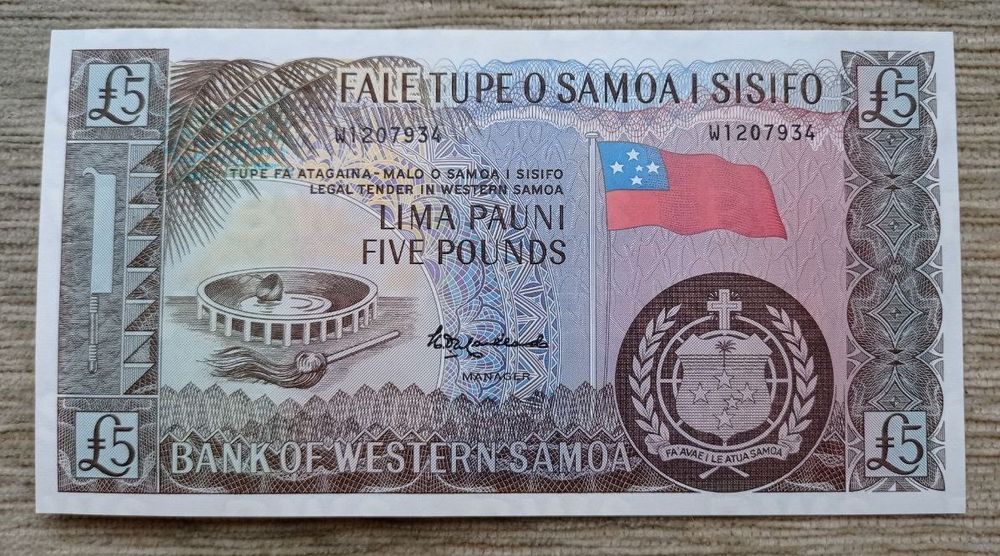 £5
FALE TUPE O SAMOA I SISIFO
£5
W1207934
W1207934
TUPE FA'ATAGAINA-MALO O SAMOA I SISIFO
LEGAL TENDER IN WESTERN SAMOA
LIMA PAUNI
FIVE POUNDS
MANAGER
£5
BANK OF WESTERN SAMOA
FA'AVAE I LE ATUA SAMOA
£5